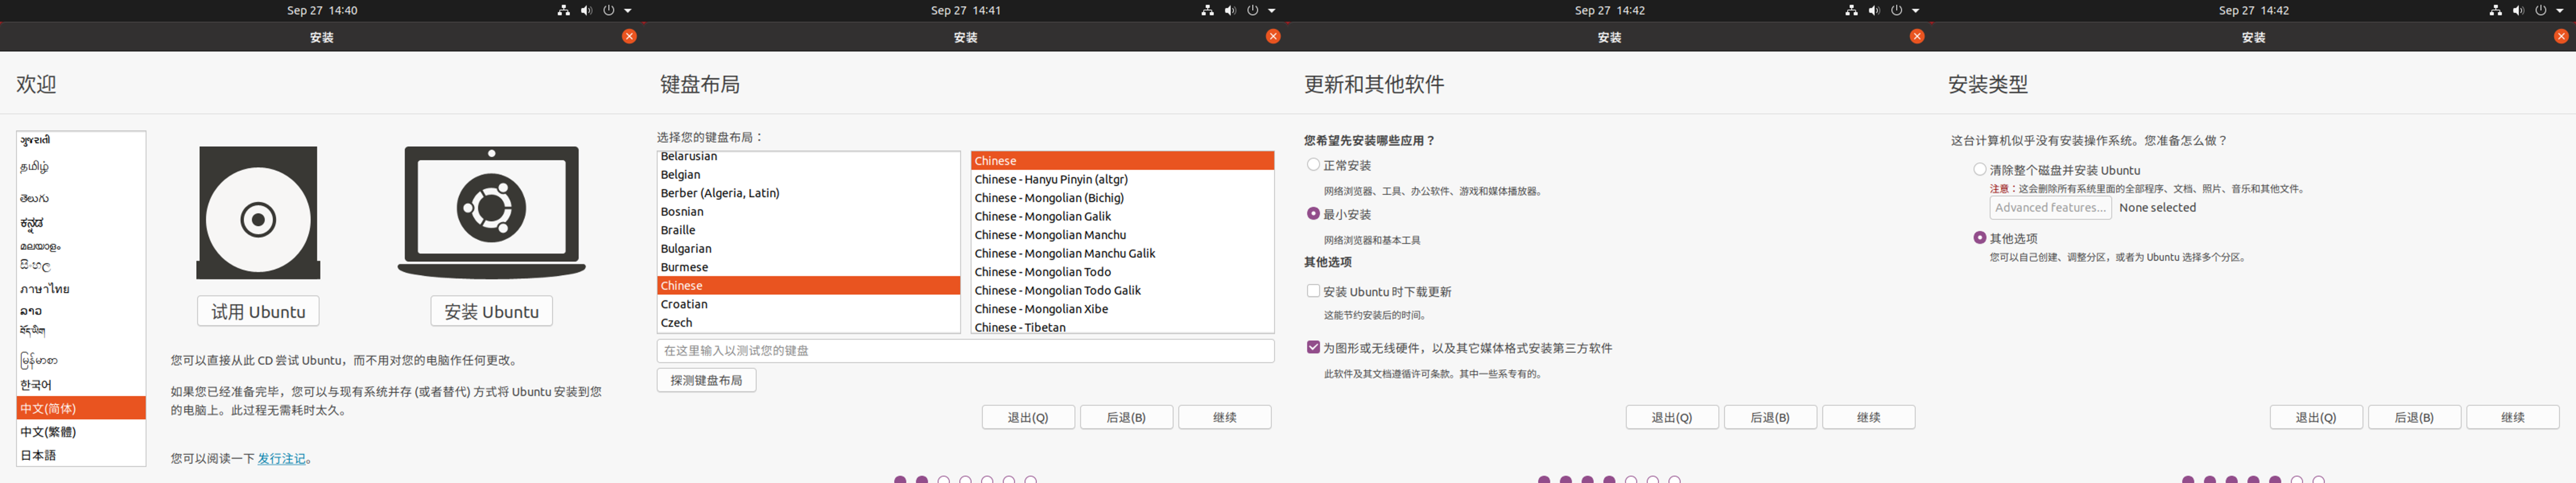 Sep 27 14:40
安装
欢迎
ગુજરાતી
தமிழ்
తెలుగు
ಕನ್ನಡ
മലയാളം
සිංහල
ภาษาไทย
ລາວ
བོད་ཡིག
မြန်မာစာ
한국어
中文(简体)
中文(繁體)
日本語
试用 Ubuntu
安装 Ubuntu
您可以直接从此 CD 尝试 Ubuntu，而不用对您的电脑作任何更改。
如果您已经准备完毕，您可以与现有系统并存 (或者替代) 方式将 Ubuntu 安装到您
的电脑上。此过程无需耗时太久。
您可以阅读一下 发行注记。
Sep 27 14:41
安装
键盘布局
选择您的键盘布局：
Belarusian
Belgian
Berber (Algeria, Latin)
Bosnian
Braille
Bulgarian
Burmese
Chinese
Croatian
Czech
Chinese
Chinese - Hanyu Pinyin (altgr)
Chinese - Mongolian (Bichig)
Chinese - Mongolian Galik
Chinese - Mongolian Manchu
Chinese - Mongolian Manchu Galik
Chinese - Mongolian Todo
Chinese - Mongolian Todo Galik
Chinese - Mongolian Xibe
Chinese - Tibetan
在这里输入以测试您的键盘
探测键盘布局
退出(Q)
后退(B)
继续
Sep 27 14:42
安装
更新和其他软件
您希望先安装哪些应用？
正常安装
网络浏览器、工具、办公软件、游戏和媒体播放器。
最小安装
网络浏览器和基本工具
其他选项
安装 Ubuntu 时下载更新
这能节约安装后的时间。
为图形或无线硬件，以及其它媒体格式安装第三方软件
此软件及其文档遵循许可条款。其中一些系专有的。
退出(Q)
后退(B)
继续
Sep 27 14:42
安装
安装类型
这台计算机似乎没有安装操作系统。您准备怎么做？
清除整个磁盘并安装 Ubuntu
注意：这会删除所有系统里面的全部程序、文档、照片、音乐和其他文件。
Advanced features...
None selected
其他选项
您可以自己创建、调整分区，或者为 Ubuntu 选择多个分区。
退出(Q)
后退(B)
继续